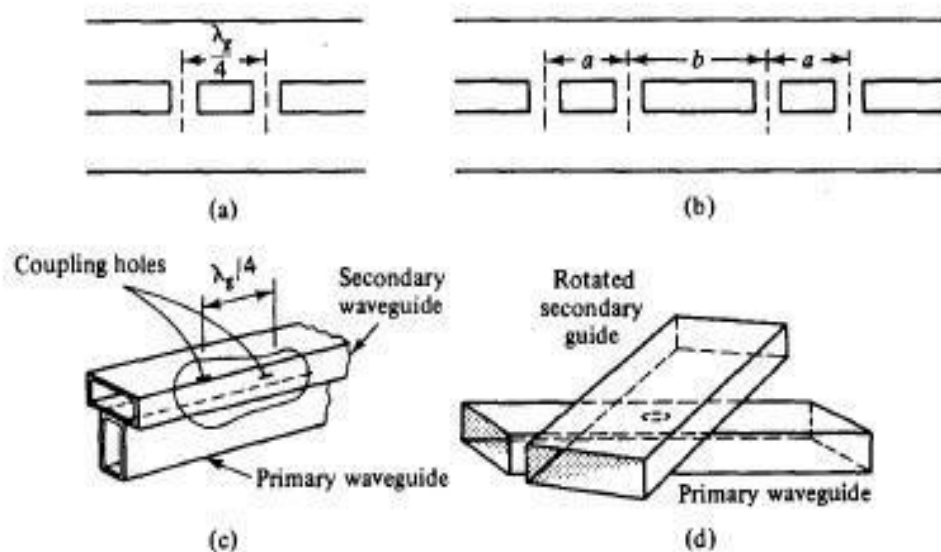 λg
4
a b a
(a)
(b)
Coupling holes
λg|4
Secondary
waveguide
Primary waveguide
(c)
Rotated
secondary
guide
Primary waveguide
(d)